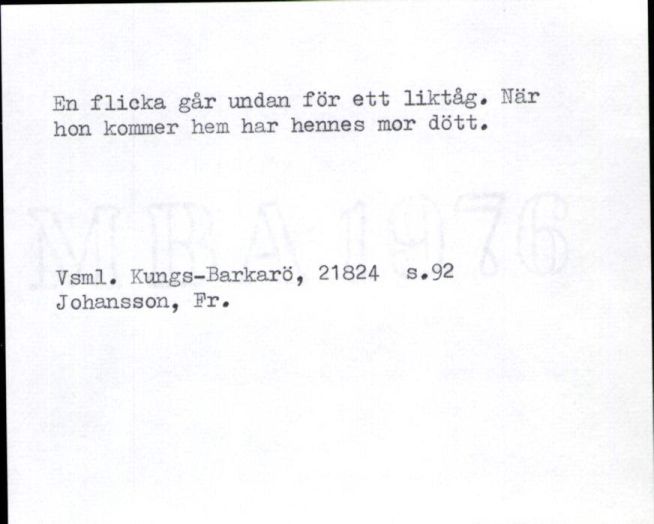 En flicka går undan för ett liktåg. När
hon kommer hem har hennes mor dött.
MBA 1976
Vsml. Kungs-Barkarö, 21824 s.92
Johansson, Fr.